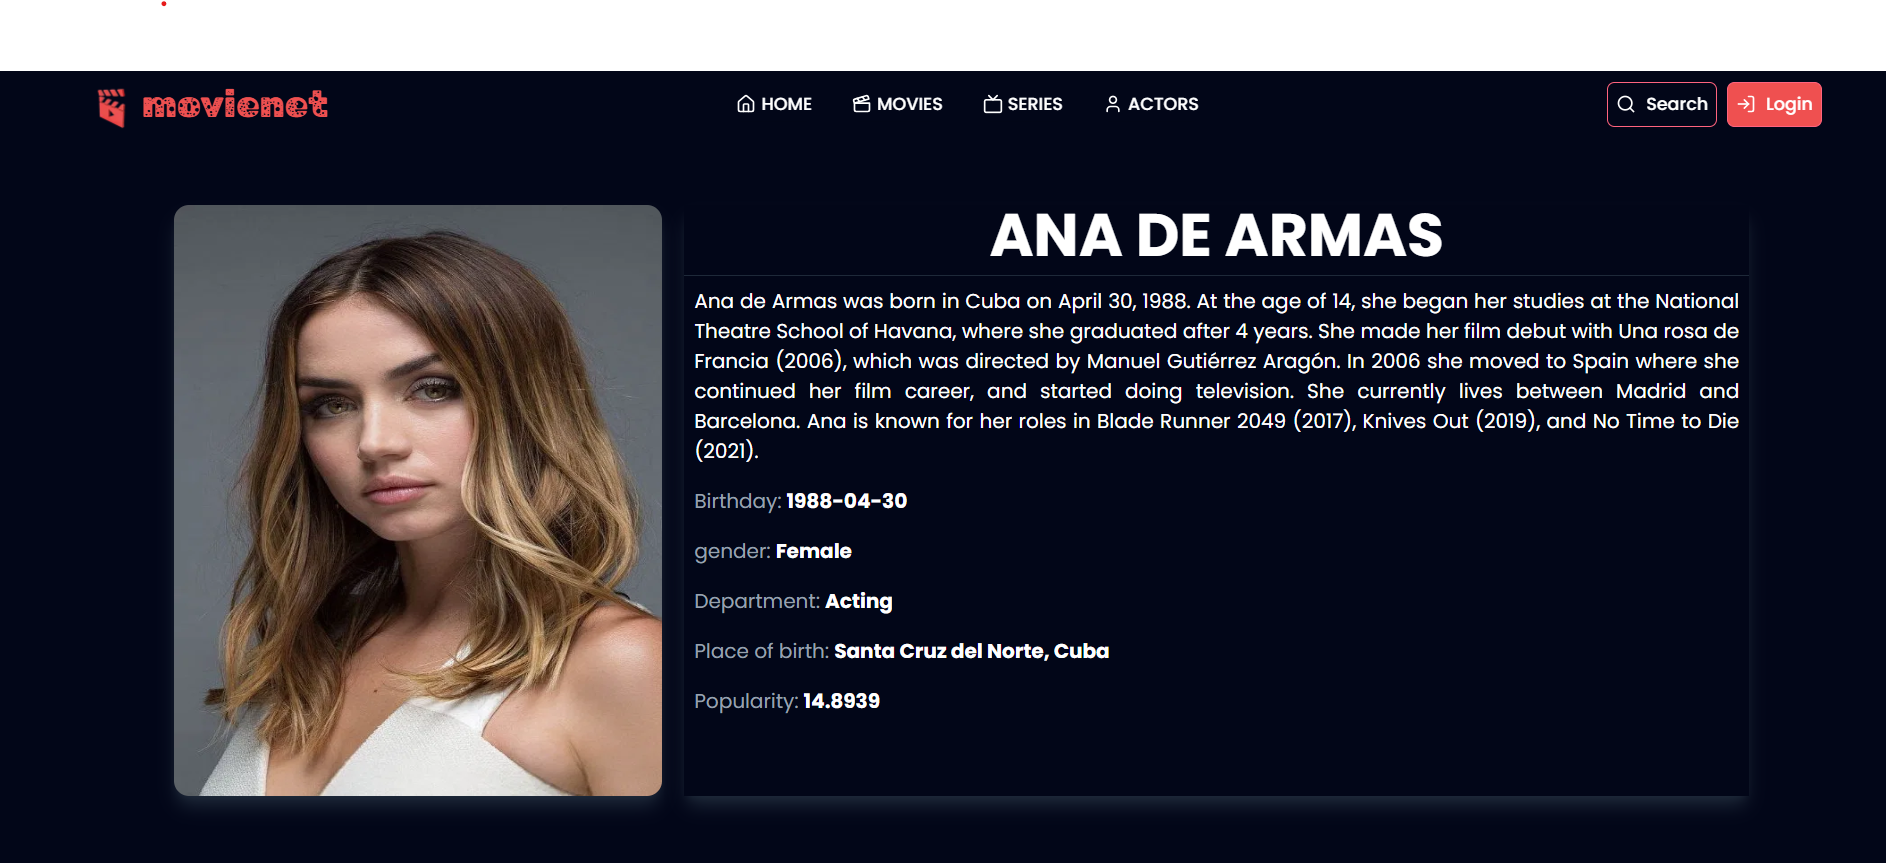 movienet
HOME
MOVIES
SERIES
ACTORS
Search
Login
ANA DE ARMAS
Ana de Armas was born in Cuba on April 30, 1988. At the age of 14, she began her studies at the National
Theatre School of Havana, where she graduated after 4 years. She made her film debut with Una rosa de
Francia (2006), which was directed by Manuel Gutiérrez Aragón. In 2006 she moved to Spain where she
continued her film career, and started doing television. She currently lives between Madrid and
Barcelona. Ana is known for her roles in Blade Runner 2049 (2017), Knives Out (2019), and No Time to Die
(2021).
Birthday: 1988-04-30
gender: Female
Department: Acting
Place of birth: Santa Cruz del Norte, Cuba
Popularity: 14.8939